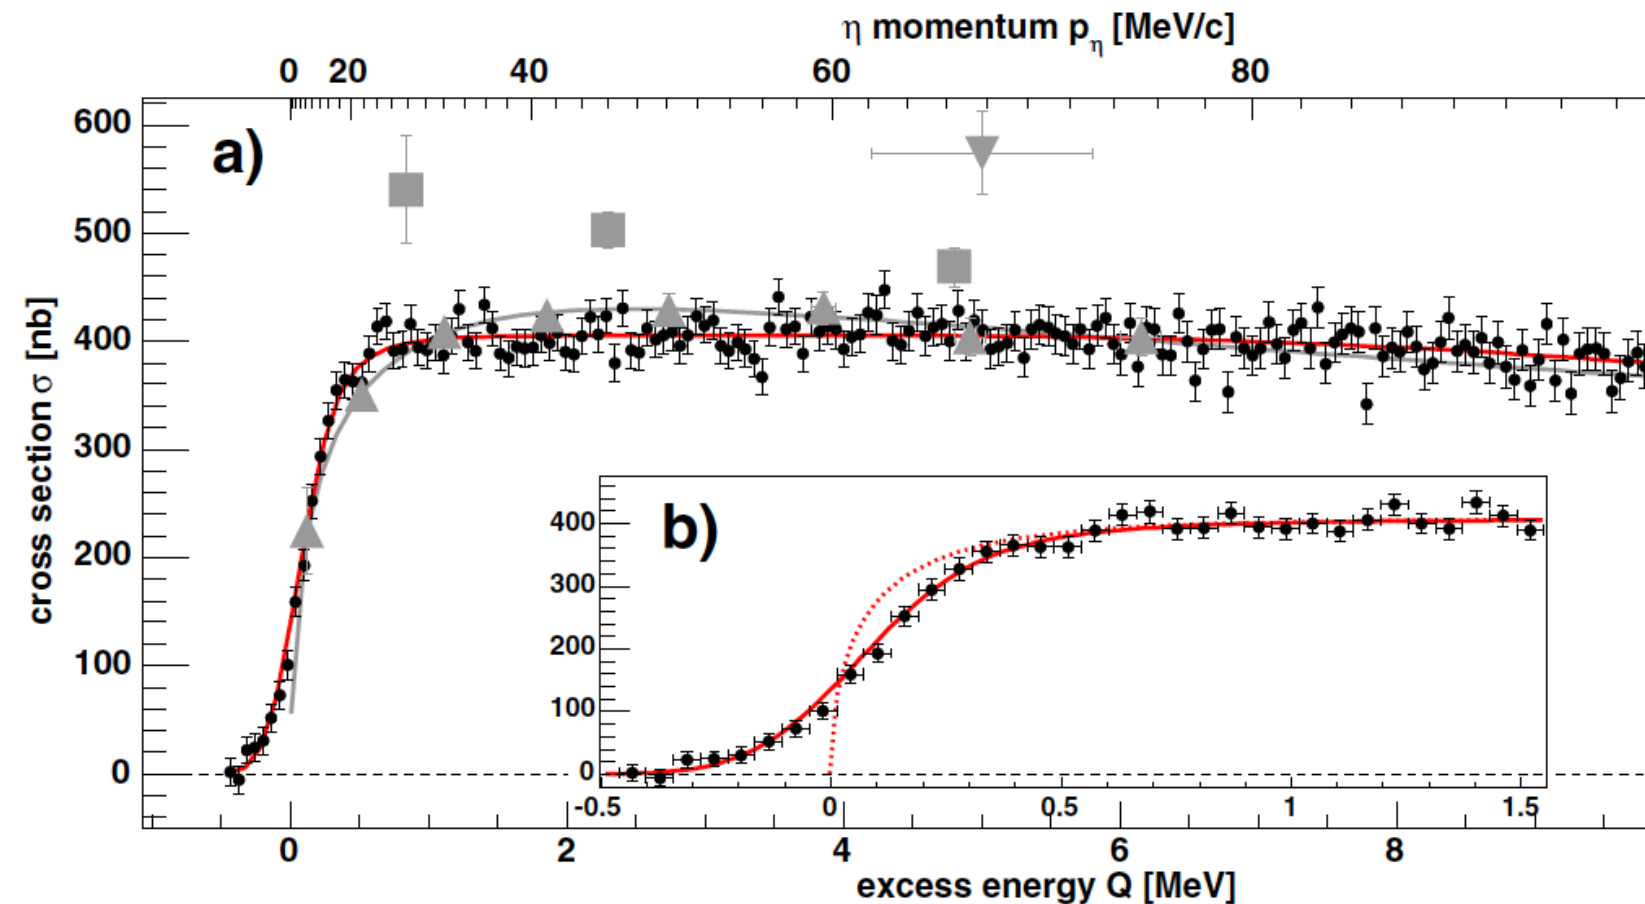 η momentum pη [MeV/c]
0 20 40 60 80
600
a)
500
400
300
200
100
0
cross section σ [nb]
b)
400
300
200
100
0
-0.5 0 0.5 1 1.5
0 2 4 6 8
excess energy Q [MeV]